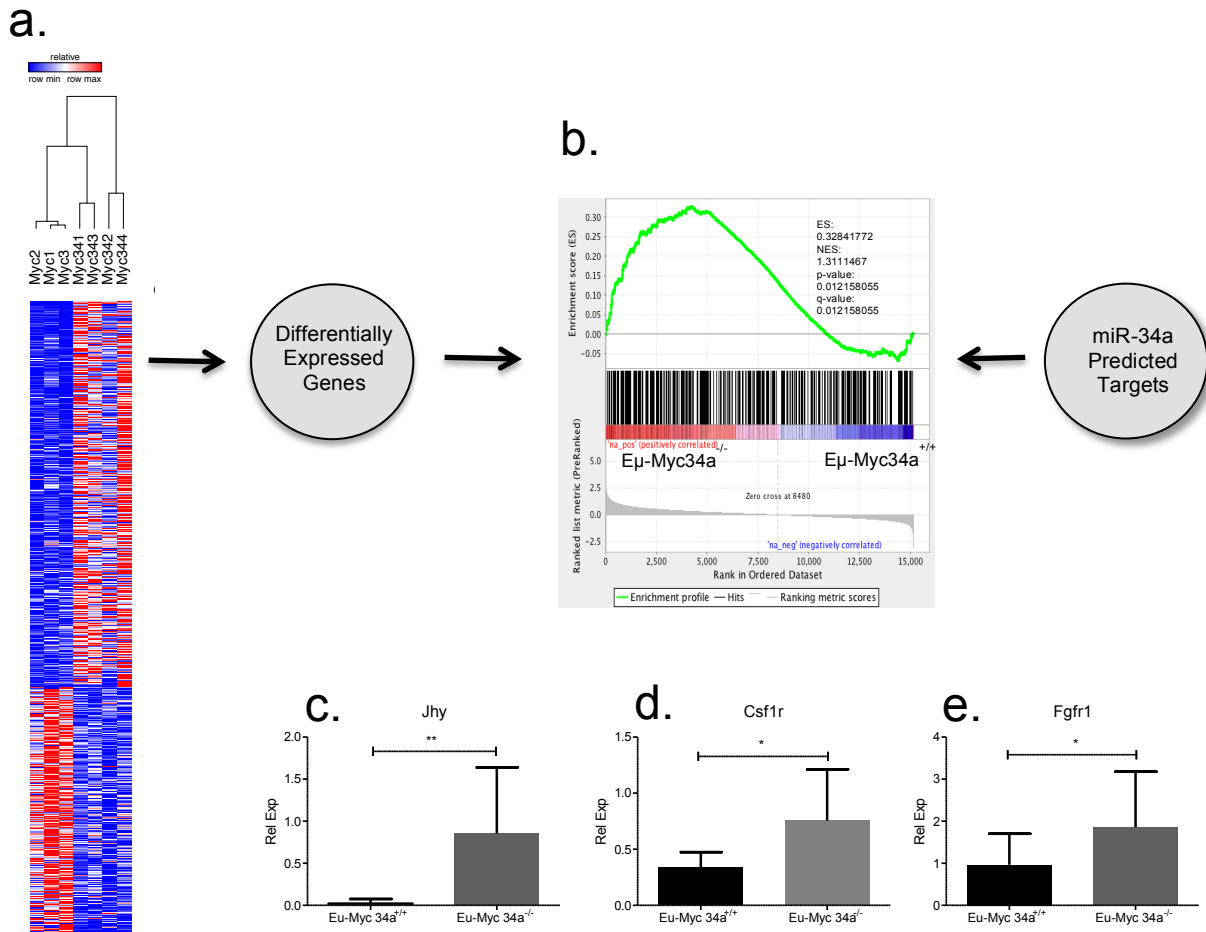 a.
relative
row min row max
Myc2
Myc1
Myc3
Myc341
Myc343
Myc342
Myc344
Differentially
Expressed
Genes
b.
Enrichment score (ES)
0.30
0.25
0.20
0.15
0.10
0.05
0.00
-0.05
ES:
0.32841772
NES:
1.3111467
p-value:
0.012158055
q-value:
0.012158055
'na_pos' (positively correlated)
Eµ-Myc34a-/-
Eµ-Myc34a+/+
Ranked list metric (PreRanked)
5.0
2.5
0.0
-2.5
Zero cross at 8480
'na_neg' (negatively correlated)
0 2,500 5,000 7,500 10,000 12,500 15,000
Rank in Ordered Dataset
Enrichment profile Hits Ranking metric scores
miR-34a
Predicted
Targets
c.
Jhy
**
Rel Exp
2.0
1.5
1.0
0.5
0.0
Eu-Myc 34a+/+ Eu-Myc 34a-/-
d.
Csf1r
*
Rel Exp
1.5
1.0
0.5
0.0
Eu-Myc 34a+/+ Eu-Myc 34a-/-
e.
Fgfr1
*
Rel Exp
4
3
2
1
0
Eu-Myc 34a+/+ Eu-Myc 34a-/-